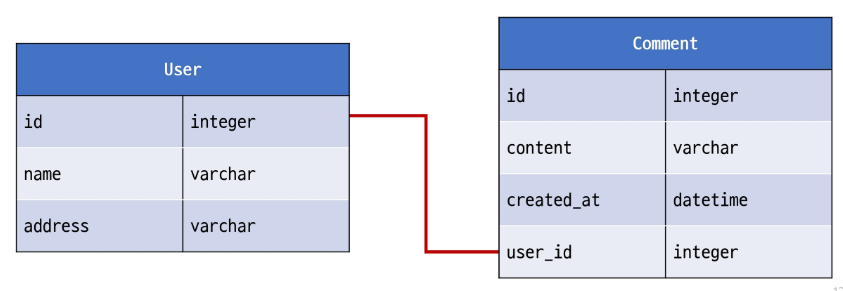 User
id integer
name varchar
address varchar
Comment
id integer
content varchar
created_at datetime
user_id integer